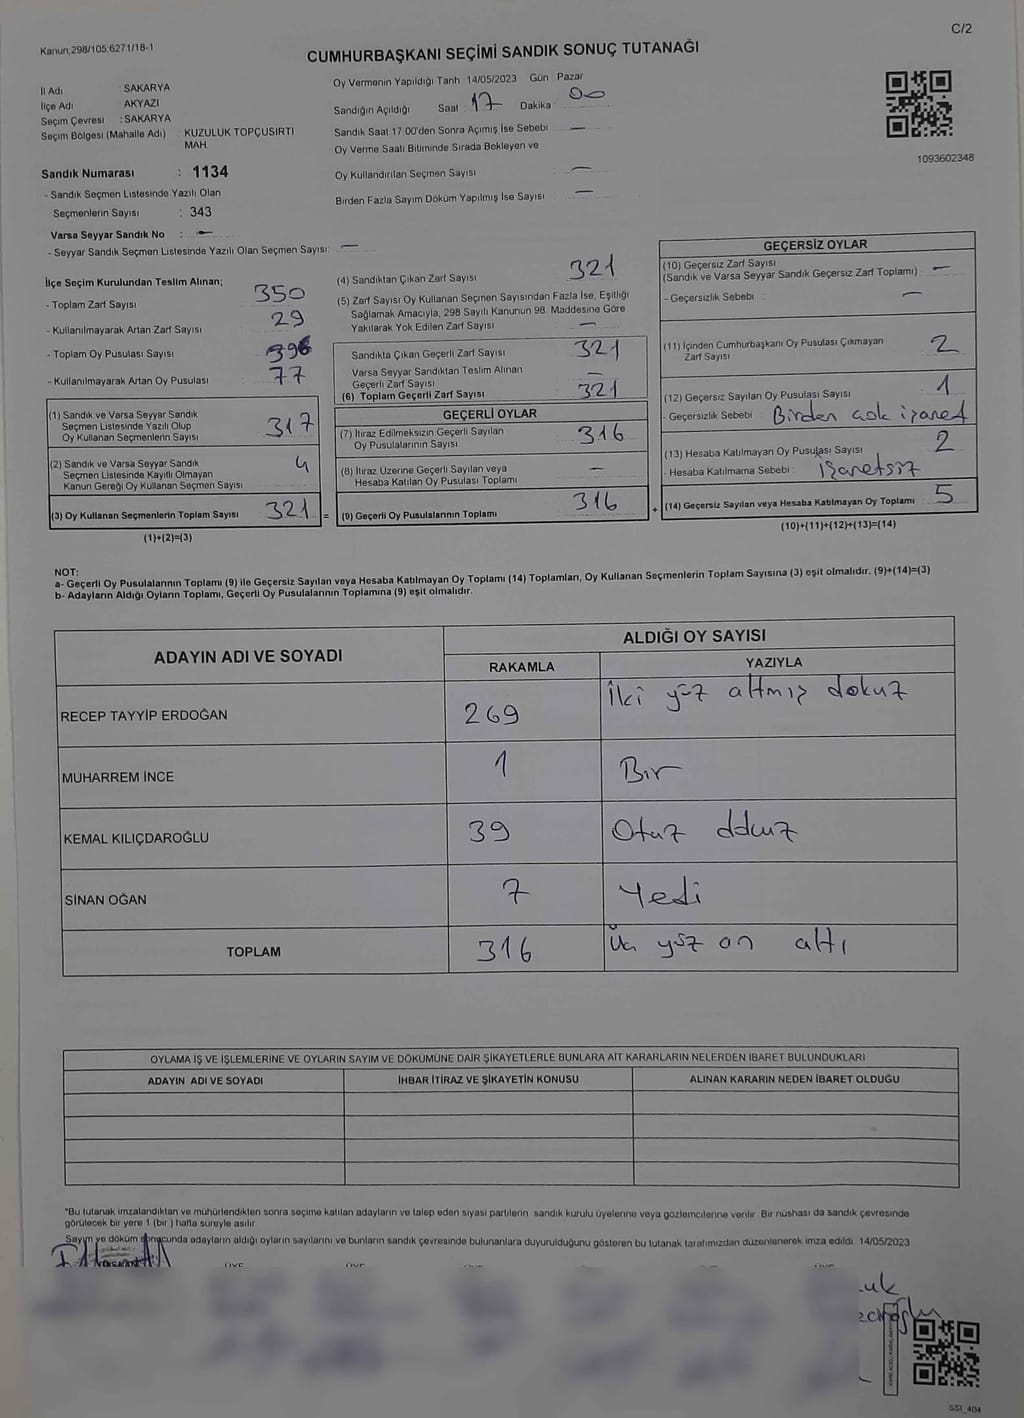 C/2
Kanun;298/105;6271/18-1
CUMHURBAŞKANI SEÇİMİ SANDIK SONUÇ TUTANAĞI
İl Adı : SAKARYA
İlçe Adı : AKYAZI
Seçim Çevresi : SAKARYA
Seçim Bölgesi (Mahalle Adı) : KUZULUK TOPÇUSIRTI MAH.
Sandık Numarası : 1134
- Sandık Seçmen Listesinde Yazılı Olan
Seçmenlerin Sayısı : 343
Varsa Seyyar Sandık No : —
- Seyyar Sandık Seçmen Listesinde Yazılı Olan Seçmen Sayısı : —
Oy Vermenin Yapıldığı Tarih : 14/05/2023 Gün : Pazar
Sandığın Açıldığı Saat : 17 Dakika : 00
Sandık Saat 17.00'den Sonra Açımış İse Sebebi : —
Oy Verme Saati Bitiminde Sırada Bekleyen ve
Oy Kullandırılan Seçmen Sayısı : —
Birden Fazla Sayım Döküm Yapılmış İse Sayısı : —
1093602348
İlçe Seçim Kurulundan Teslim Alınan;
- Toplam Zarf Sayısı : 350
- Kullanılmayarak Artan Zarf Sayısı : 29
- Toplam Oy Pusulası Sayısı :
- Kullanılmayarak Artan Oy Pusulası : 77
(1) Sandık ve Varsa Seyyar Sandık
Seçmen Listesinde Yazılı Olup
Oy Kullanan Seçmenlerin Sayısı : 317
(2) Sandık ve Varsa Seyyar Sandık
Seçmen Listesinde Kayıtlı Olmayan
Kanun Gereği Oy Kullanan Seçmen Sayısı : 4
(3) Oy Kullanan Seçmenlerin Toplam Sayısı : 321 =
(1)+(2)=(3)
(4) Sandıktan Çıkan Zarf Sayısı : 321
(5) Zarf Sayısı Oy Kullanan Seçmen Sayısından Fazla İse, Eşitliği
Sağlamak Amacıyla, 298 Sayılı Kanunun 98. Maddesine Göre
Yakılarak Yok Edilen Zarf Sayısı : —
Sandıkta Çıkan Geçerli Zarf Sayısı : 321
Varsa Seyyar Sandıktan Teslim Alınan
Geçerli Zarf Sayısı : —
(6) Toplam Geçerli Zarf Sayısı : 321
GEÇERLİ OYLAR
(7) İtiraz Edilmeksizin Geçerli Sayılan
Oy Pusulalarının Sayısı : 316
(8) İtiraz Üzerine Geçerli Sayılan veya
Hesaba Katılan Oy Pusulası Toplamı : —
(9) Geçerli Oy Pusulalarının Toplamı : 316 +
GEÇERSİZ OYLAR
(10) Geçersiz Zarf Sayısı
(Sandık ve Varsa Seyyar Sandık Geçersiz Zarf Toplamı) : —
- Geçersizlik Sebebi : —
(11) İçinden Cumhurbaşkanı Oy Pusulası Çıkmayan
Zarf Sayısı : 2
(12) Geçersiz Sayılan Oy Pusulası Sayısı : 1
- Geçersizlik Sebebi : Birden çok işaret
(13) Hesaba Katılmayan Oy Pusulası Sayısı : 2
- Hesaba Katılmama Sebebi : işaretsiz
(14) Geçersiz Sayılan veya Hesaba Katılmayan Oy Toplamı : 5
(10)+(11)+(12)+(13)=(14)
NOT:
a- Geçerli Oy Pusulalarının Toplamı (9) ile Geçersiz Sayılan veya Hesaba Katılmayan Oy Toplamı (14) Toplamları, Oy Kullanan Seçmenlerin Toplam Sayısına (3) eşit olmalıdır. (9)+(14)=(3)
b- Adayların Aldığı Oyların Toplamı, Geçerli Oy Pusulalarının Toplamına (9) eşit olmalıdır.
ADAYIN ADI VE SOYADI
ALDIĞI OY SAYISI
RAKAMLA YAZIYLA
RECEP TAYYİP ERDOĞAN 269 İki yüz altmış dokuz
MUHARREM İNCE 1 Bir
KEMAL KILIÇDAROĞLU 39 Otuz dokuz
SİNAN OĞAN 7 Yedi
TOPLAM 316 Üç yüz on altı
OYLAMA İŞ VE İŞLEMLERİNE VE OYLARIN SAYIM VE DÖKÜMÜNE DAİR ŞİKAYETLERLE BUNLARA AİT KARARLARIN NELERDEN İBARET BULUNDUKLARI
ADAYIN ADI VE SOYADI İHBAR İTİRAZ VE ŞİKAYETİN KONUSU ALINAN KARARIN NEDEN İBARET OLDUĞU
"Bu tutanak imzalandıktan ve mühürlendikten sonra seçime katılan adayların ve talep eden siyasi partilerin sandık kurulu üyelerine veya gözlemcilerine verilir. Bir nüshası da sandık çevresinde
görülecek bir yere 1 (bir ) hafta süreyle asılır.
Sayım ve döküm sonucunda adayların aldığı oyların sayılarını ve bunların sandık çevresinde bulunanlara duyurulduğunu gösteren bu tutanak tarafımızdan düzenlenerek imza edildi. 14/05/2023
SSI_404